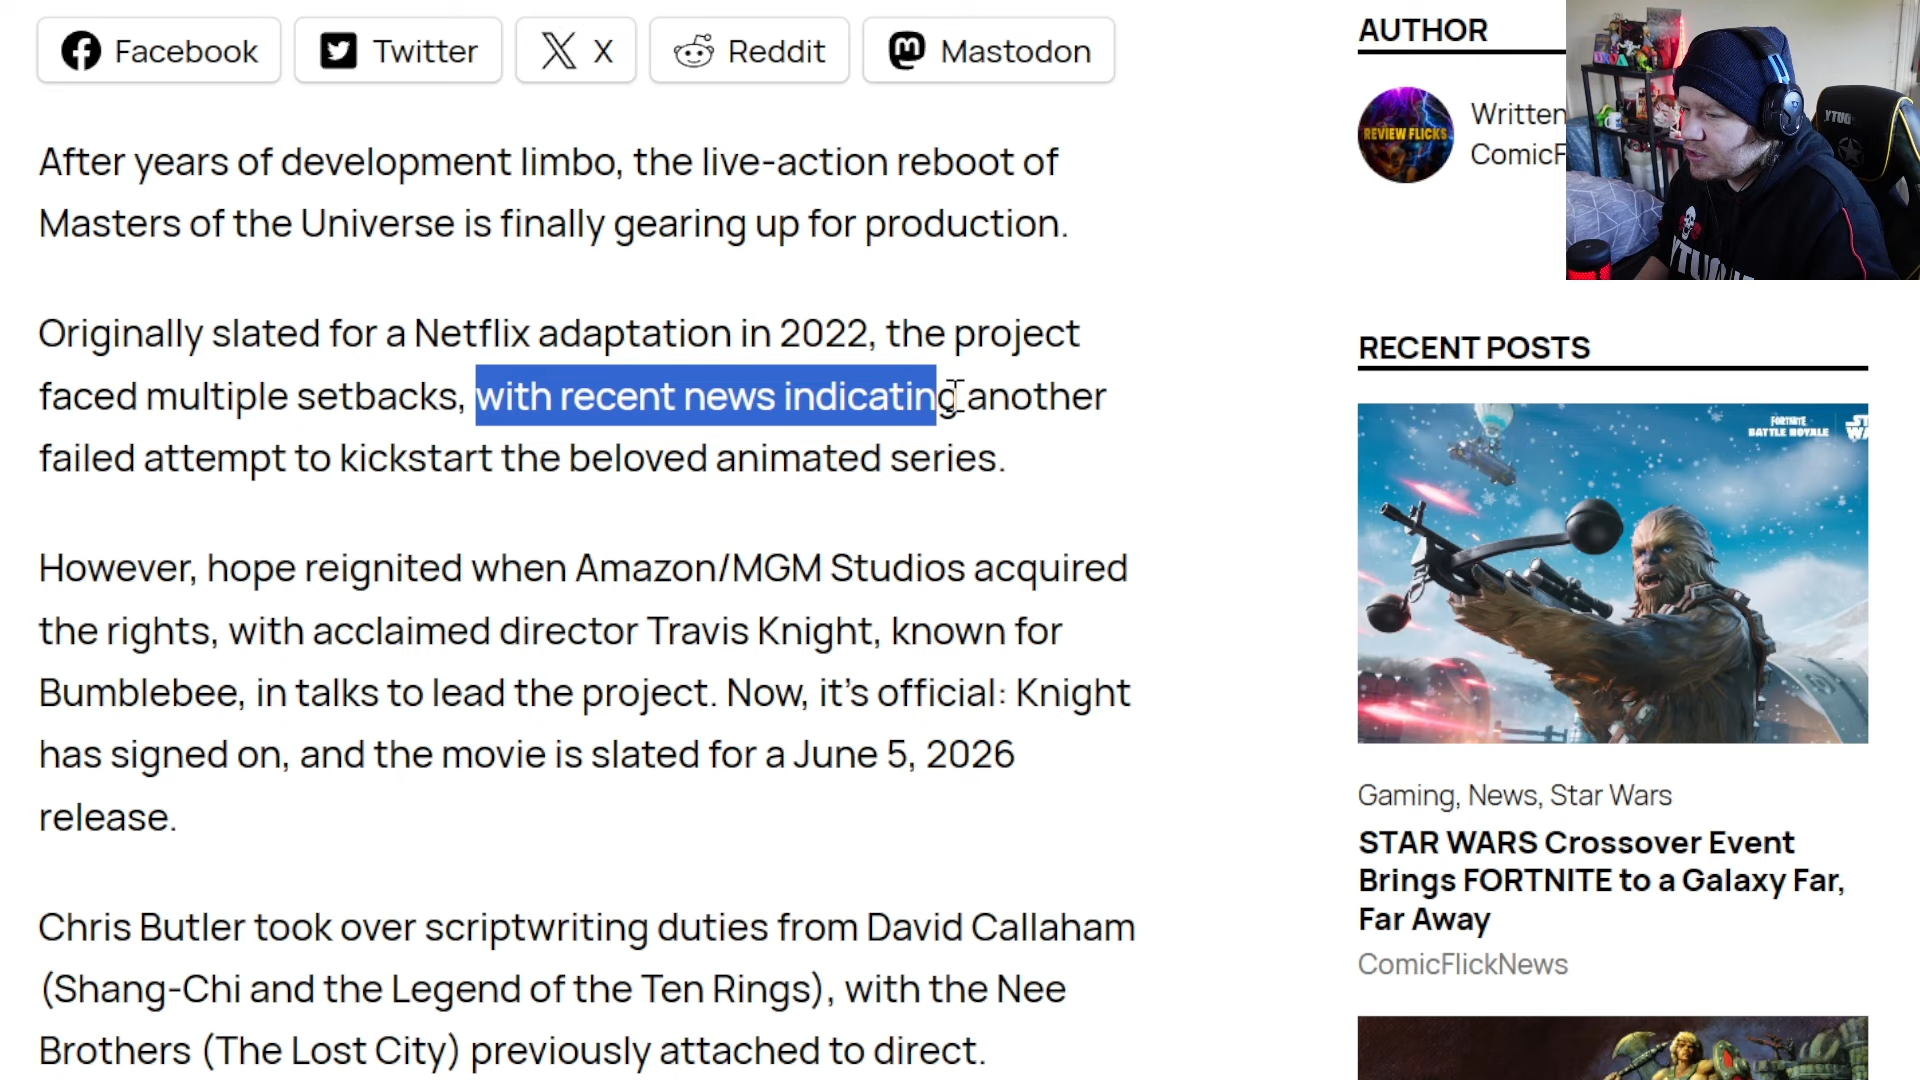 Facebook
Twitter
X
Reddit
Mastodon
After years of development limbo, the live-action reboot of
Masters of the Universe is finally gearing up for production.
Originally slated for a Netflix adaptation in 2022, the project
faced multiple setbacks, with recent news indicating another
failed attempt to kickstart the beloved animated series.
However, hope reignited when Amazon/MGM Studios acquired
the rights, with acclaimed director Travis Knight, known for
Bumblebee, in talks to lead the project. Now, it's official: Knight
has signed on, and the movie is slated for a June 5, 2026
release.
Chris Butler took over scriptwriting duties from David Callaham
(Shang-Chi and the Legend of the Ten Rings), with the Nee
Brothers (The Lost City) previously attached to direct.
AUTHOR
REVIEW FLICKS
Written
ComicF
RECENT POSTS
FORTNITE
BATTLE ROYALE
ST
WA
Gaming, News, Star Wars
STAR WARS Crossover Event
Brings FORTNITE to a Galaxy Far,
Far Away
ComicFlickNews